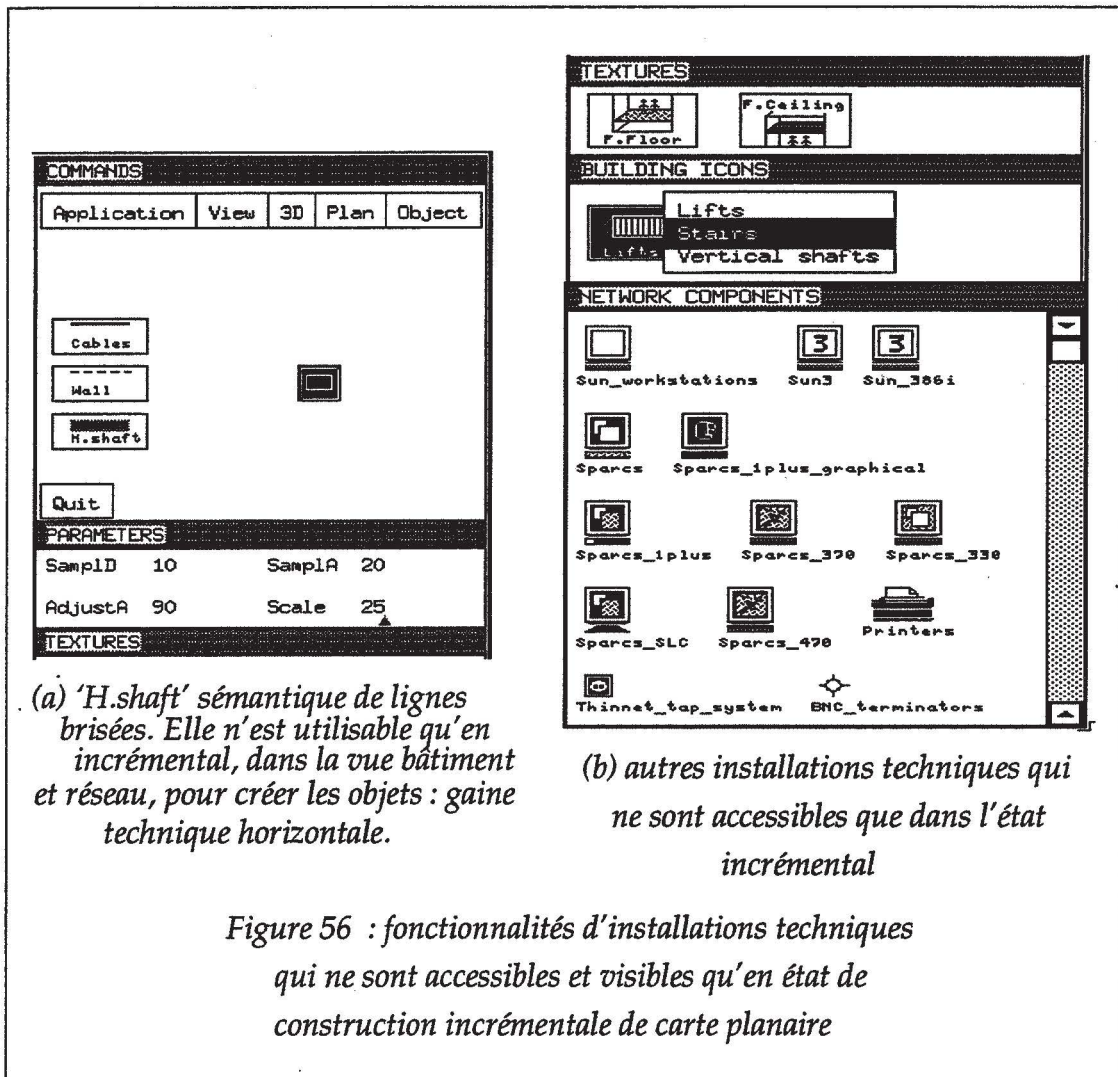 COMMANDS
Application View 3D Plan Object
Cables
Wall
H.shaft
Quit
PARAMETERS
SamplD 10 SamplA 20
AdjustA 90 Scale 25
TEXTURES
(a) 'H.shaft' sémantique de lignes
brisées. Elle n'est utilisable qu'en
incrémental, dans la vue bâtiment
et réseau, pour créer les objets : gaine
technique horizontale.
TEXTURES
F.Floor
F.Ceiling
BUILDING ICONS
Lifts
Lifts
Stairs
Vertical shafts
NETWORK COMPONENTS
3 3
Sun_workstations Sun3 Sun_386i
Sparcs Sparcs_1plus_graphical
Sparcs_1plus Sparcs_370 Sparcs_330
Sparcs_SLC Sparcs_470 Printers
Thinnet_tap_system BNC_terminators
(b) autres installations techniques qui
ne sont accessibles que dans l'état
incrémental
Figure 56 : fonctionnalités d'installations techniques
qui ne sont accessibles et visibles qu'en état de
construction incrémentale de carte planaire